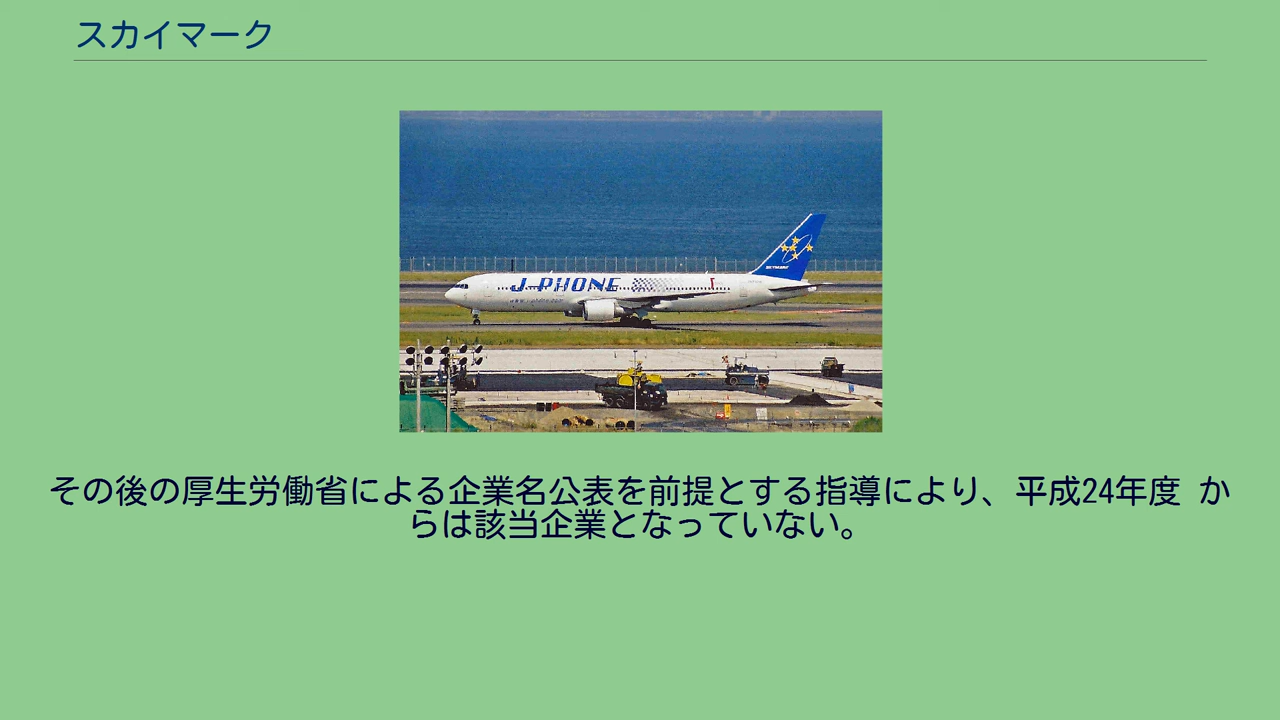 スカイマーク
J-PHONE
SKYMARK
その後の厚生労働省による企業名公表を前提とする指導により、平成24年度 か
らは該当企業となっていない。